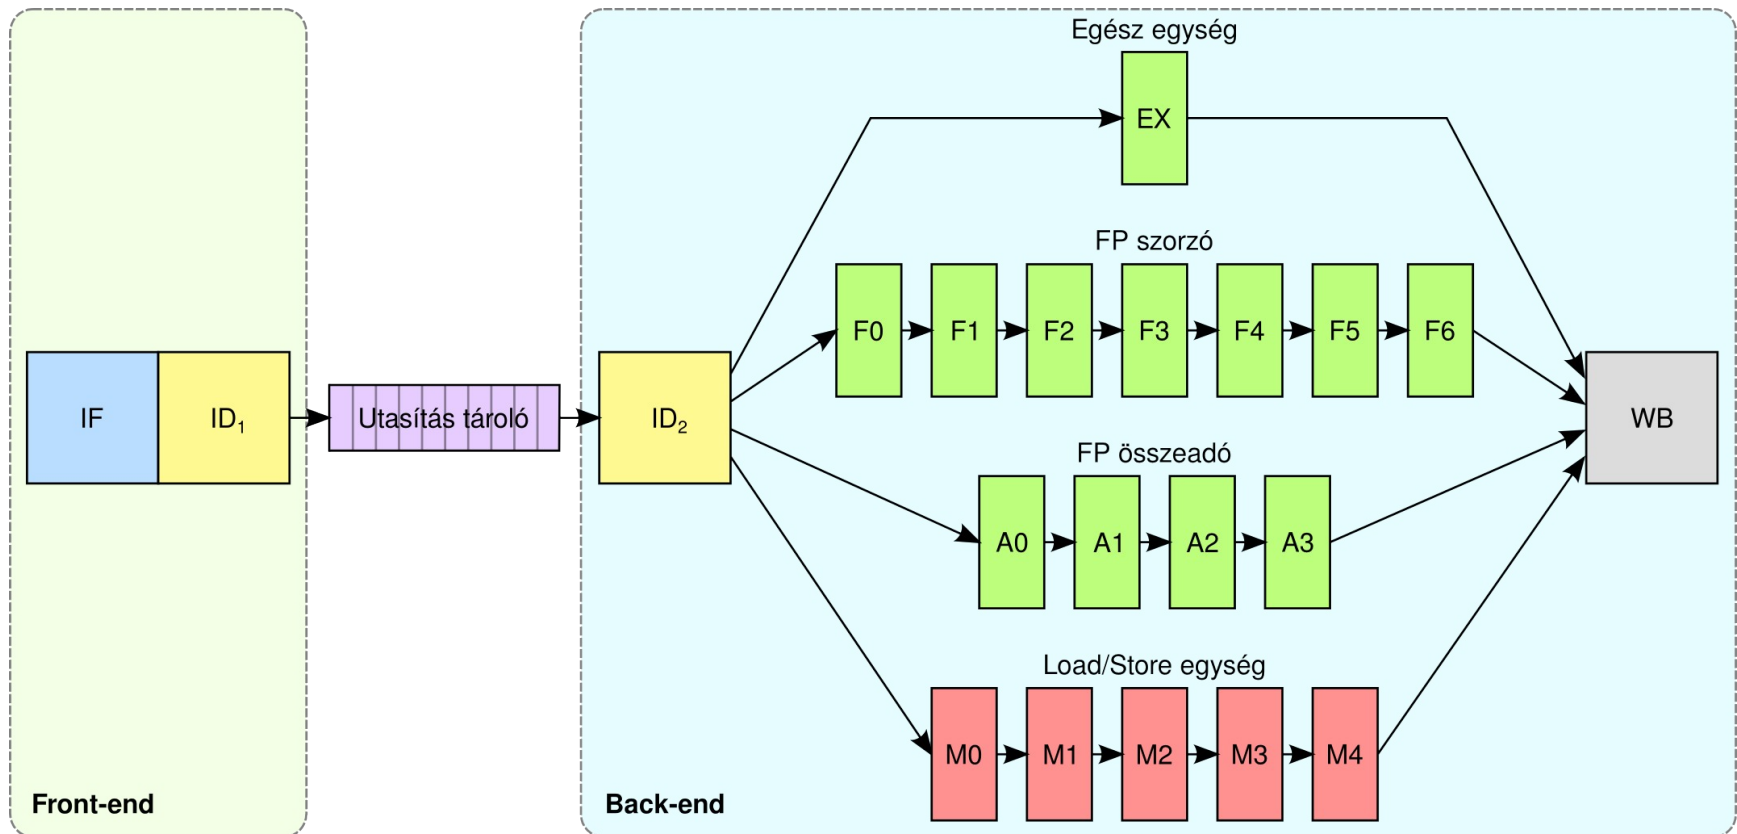 Egész egység
EX
FP szorzó
F0 F1 F2 F3 F4 F5 F6
IF ID₁ Utasítás tároló ID₂ WB
FP összeadó
A0 A1 A2 A3
Load/Store egység
M0 M1 M2 M3 M4
Front-end Back-end